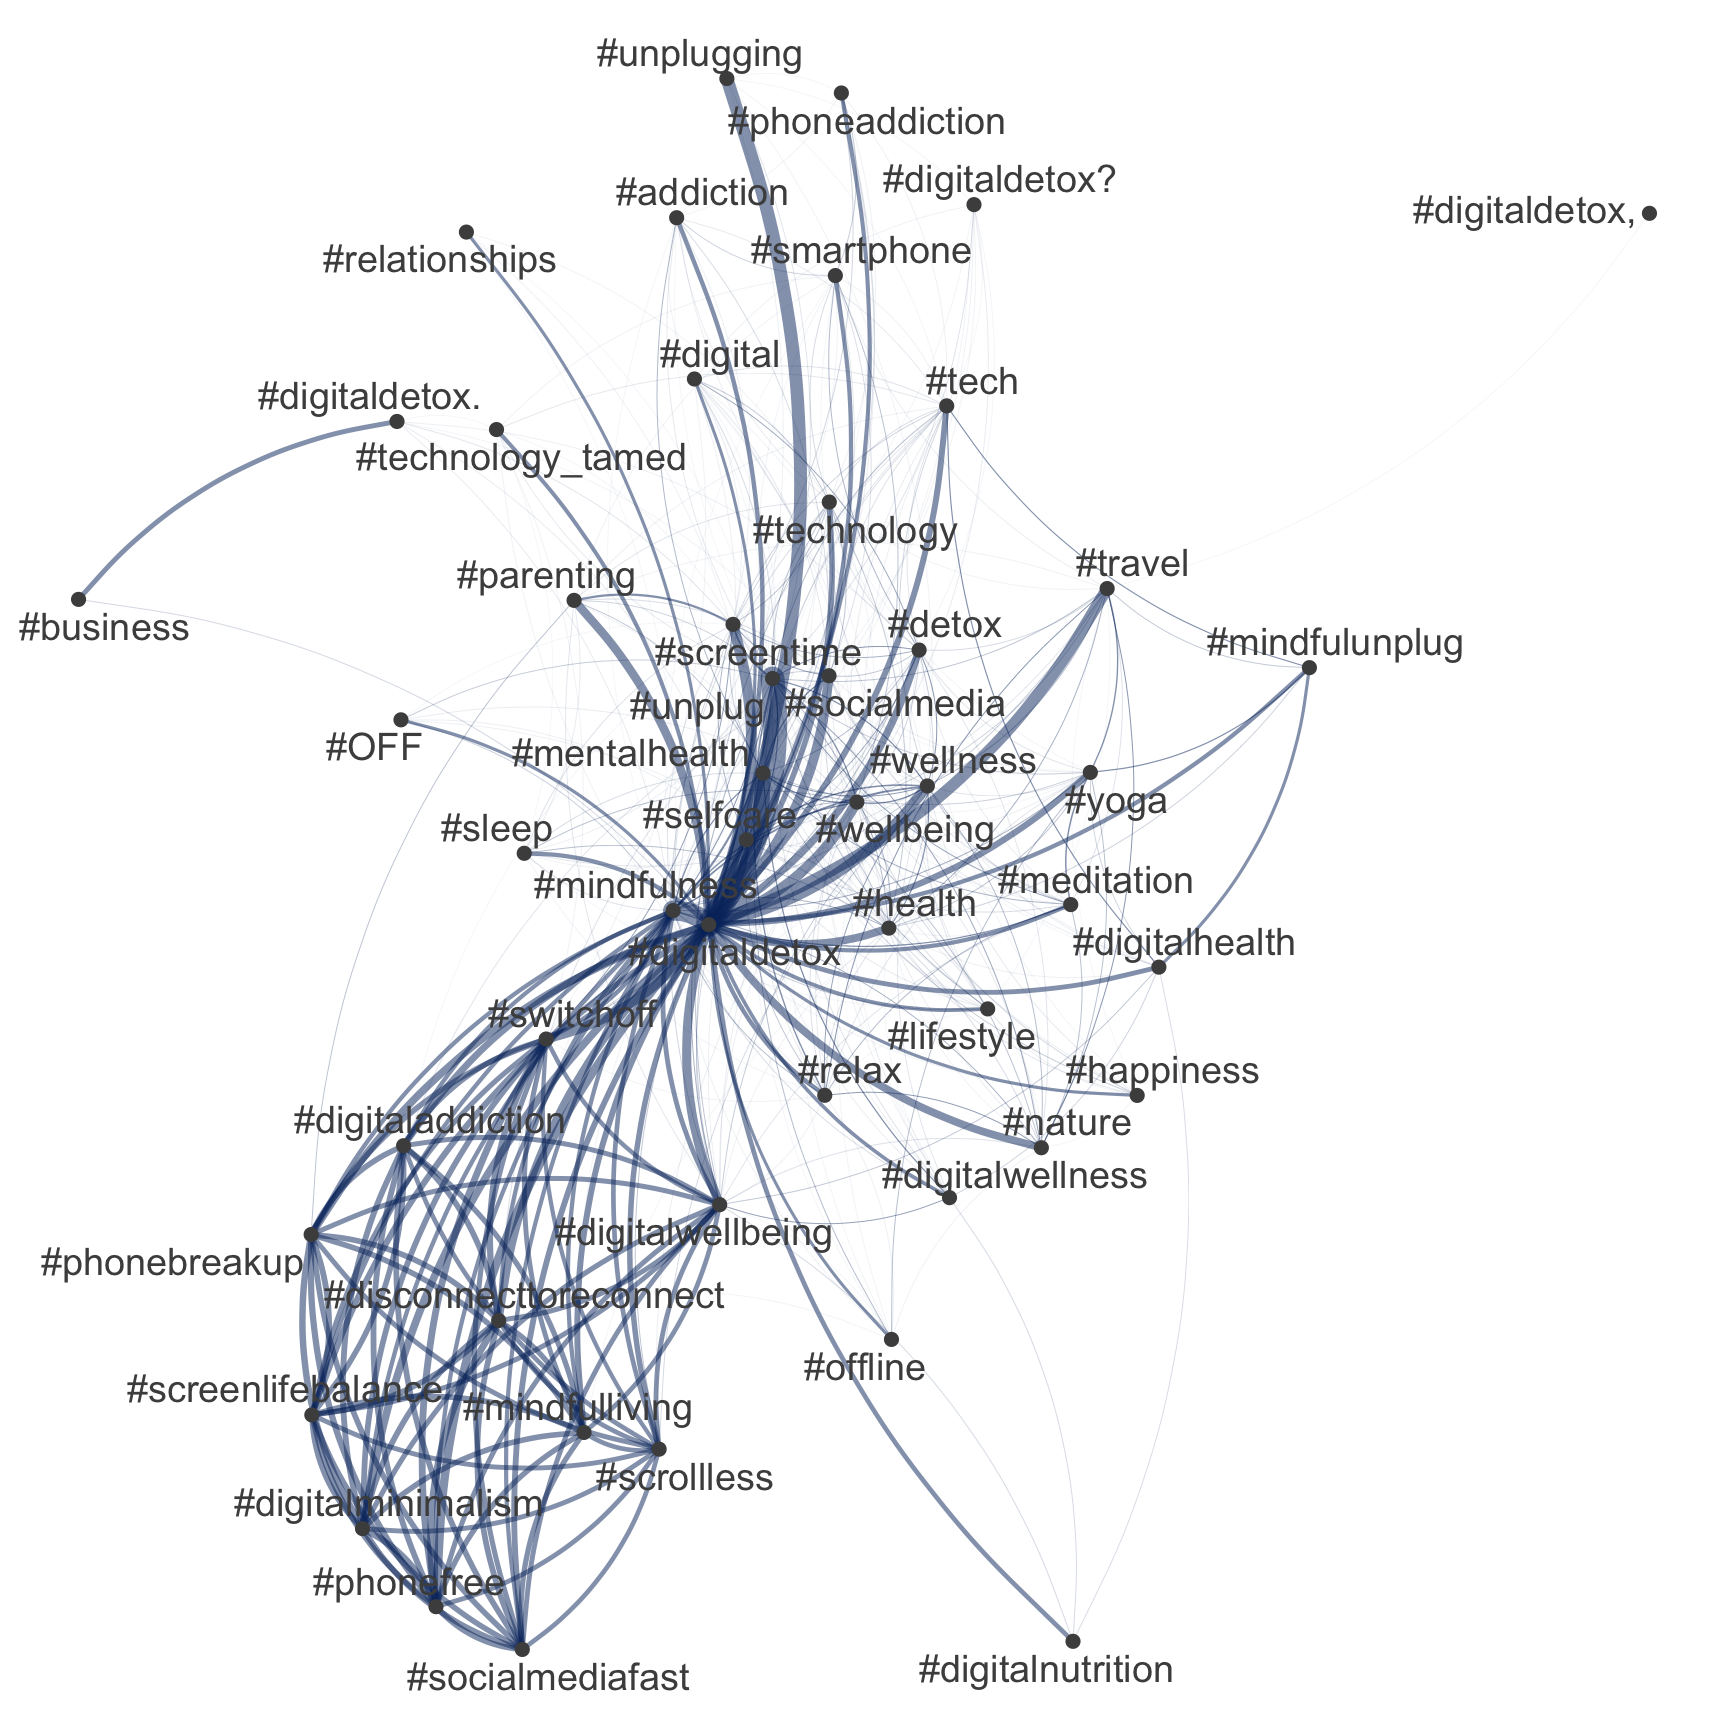 #unplugging
#phoneaddiction
#digitaldetox?
#addiction
#digitaldetox,
#smartphone
#relationships
#digital
#tech
#digitaldetox.
#technology_tamed
#technology
#travel
#parenting
#detox
#business
#mindfulunplug
#screentime
#unplug
#socialmedia
#OFF
#mentalhealth
#wellness
#yoga
#selfcare
#sleep
#wellbeing
#meditation
#mindfulness
#health
#digitalhealth
#digitaldetox
#switchoff
#lifestyle
#relax
#happiness
#digitaladdiction
#nature
#digitalwellness
#digitalwellbeing
#phonebreakup
#disconnecttoreconnect
#offline
#screenlifebalance
#mindfulliving
#scrollless
#digitalminimalism
#phonefree
#digitalnutrition
#socialmediafast